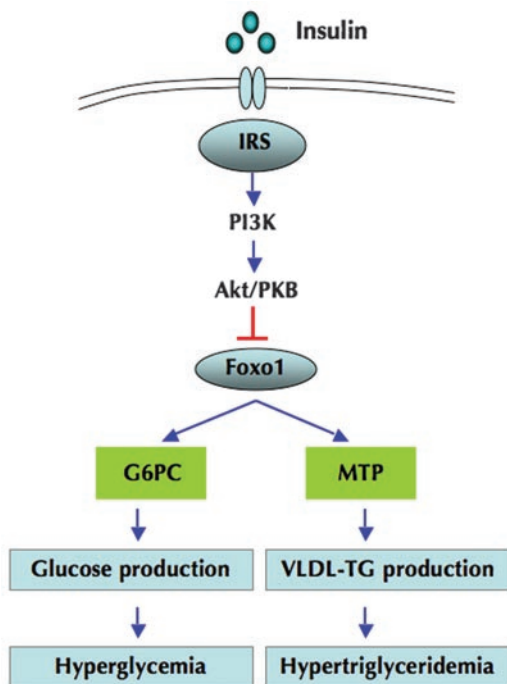 Insulin
IRS
PI3K
Akt/PKB
Foxo1
G6PC MTP
Glucose production VLDL-TG production
Hyperglycemia Hypertriglyceridemia